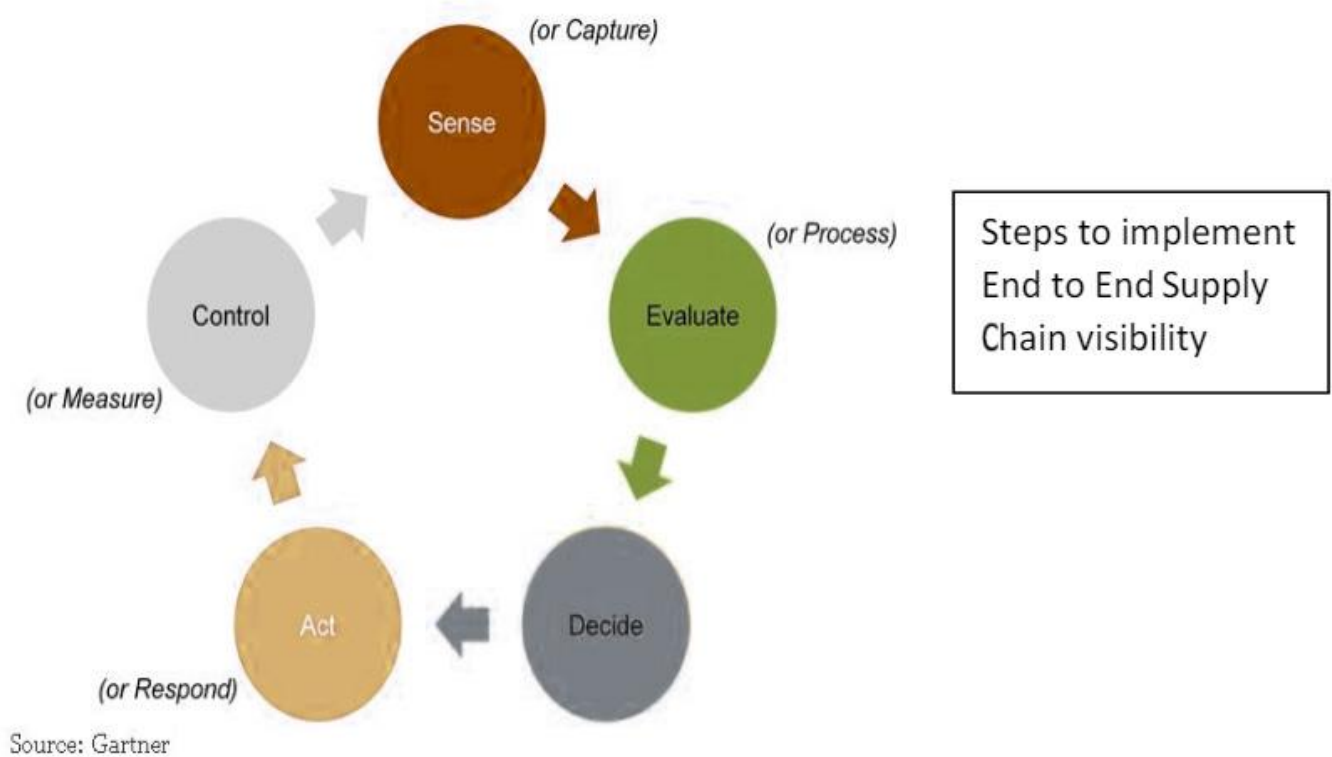 (or Capture)
Sense
(or Process)
Evaluate
Steps to implement
End to End Supply
Chain visibility
Control
(or Measure)
Decide
Act
(or Respond)
Source: Gartner